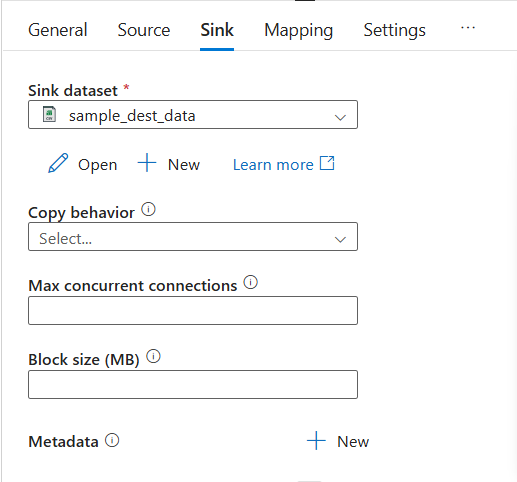 General Source Sink Mapping Settings ...
Sink dataset *
sample_dest_data
Open New Learn more
Copy behavior
Select...
Max concurrent connections
Block size (MB)
Metadata New